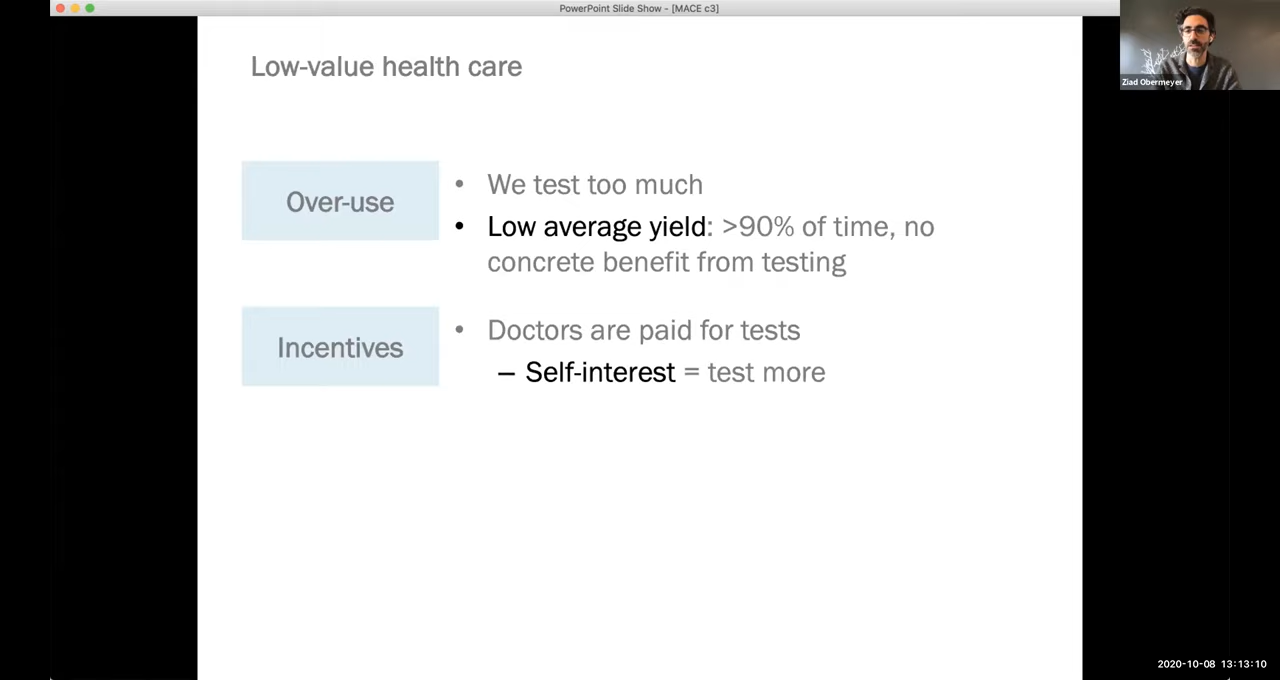 PowerPoint Slide Show - [MACE c3]
Ziad Obermeyer
Low-value health care
Over-use
• We test too much
• Low average yield: >90% of time, no
concrete benefit from testing
Incentives
• Doctors are paid for tests
– Self-interest = test more
2020-10-08 13:13:10